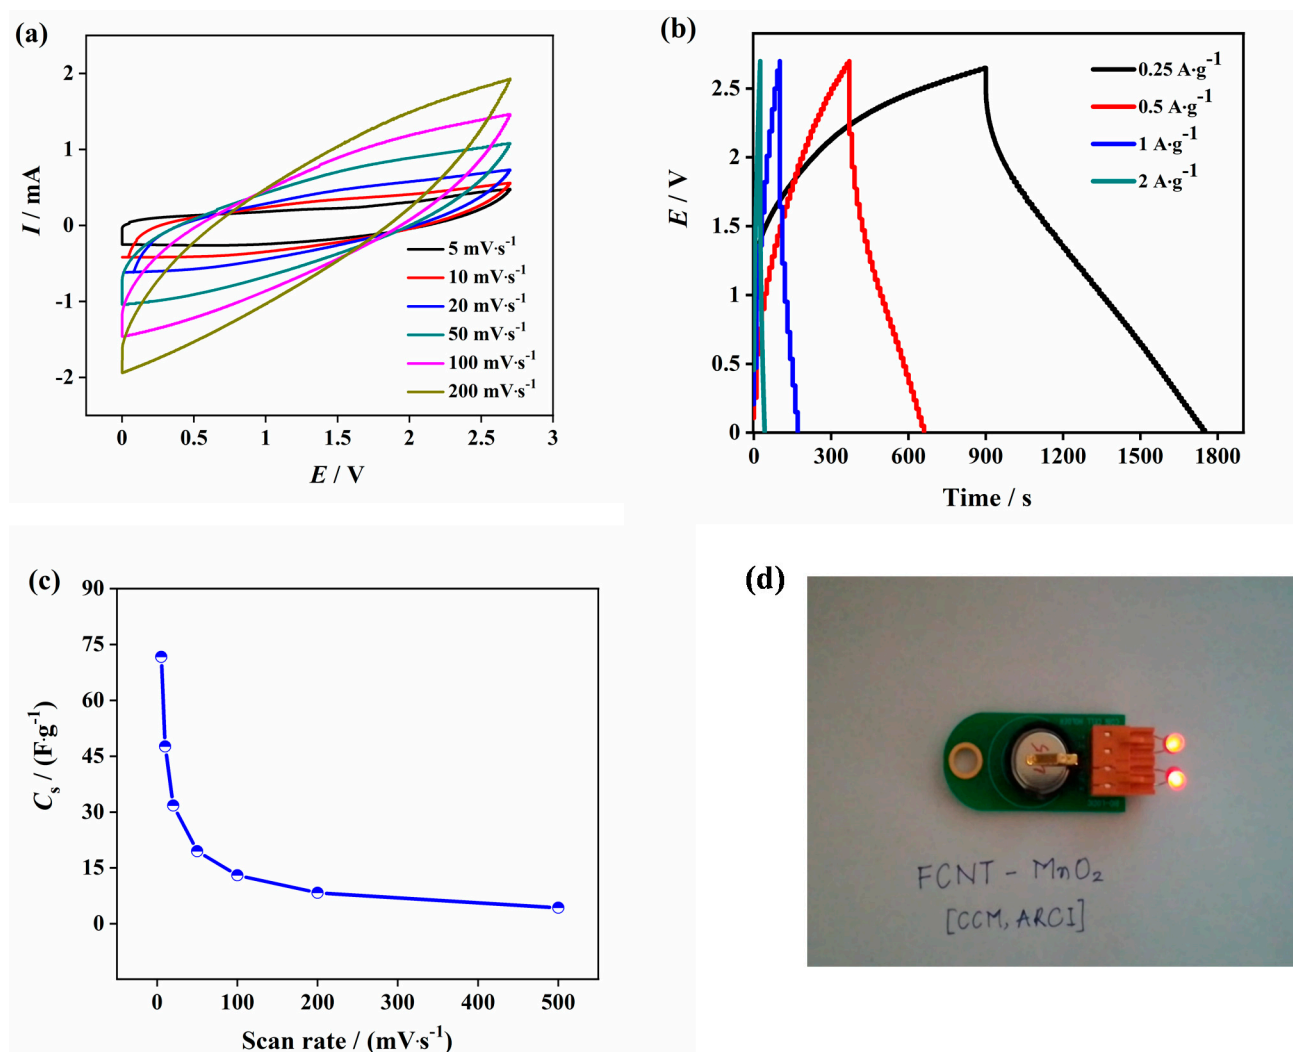 (a)
2
1
0
-1
-2
I / mA
0
0.5
1
1.5
2
2.5
3
E / V
5 mV·s⁻¹
10 mV·s⁻¹
20 mV·s⁻¹
50 mV·s⁻¹
100 mV·s⁻¹
200 mV·s⁻¹
(b)
2.5
2
1.5
1
0.5
0
E / V
0
300
600
900
1200
1500
1800
Time / s
0.25 A·g⁻¹
0.5 A·g⁻¹
1 A·g⁻¹
2 A·g⁻¹
(c)
90
75
60
45
30
15
0
Cₛ / (F·g⁻¹)
0
100
200
300
400
500
Scan rate / (mV·s⁻¹)
(d)
FCNT - MnO₂
[CCM, ARCI]